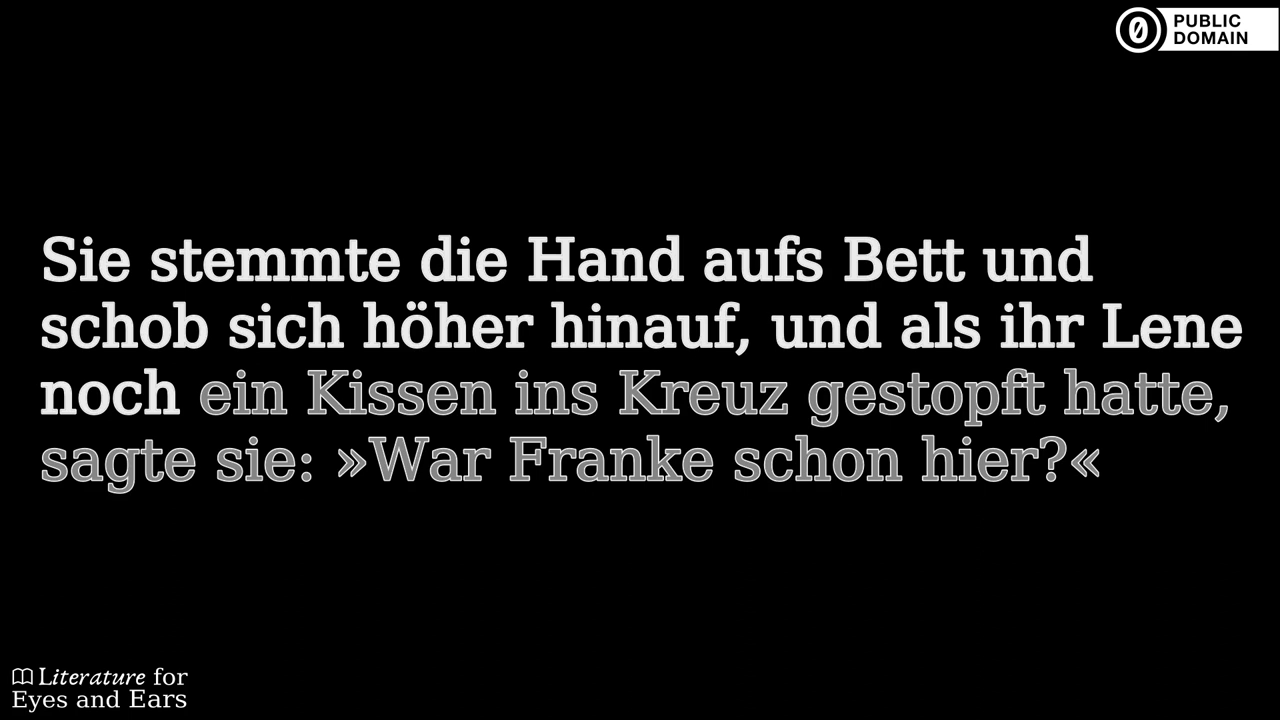 PUBLIC
DOMAIN
Sie stemmte die Hand aufs Bett und
schob sich höher hinauf, und als ihr Lene
noch ein Kissen ins Kreuz gestopft hatte,
sagte sie: »War Franke schon hier?«
Literature for
Eyes and Ears